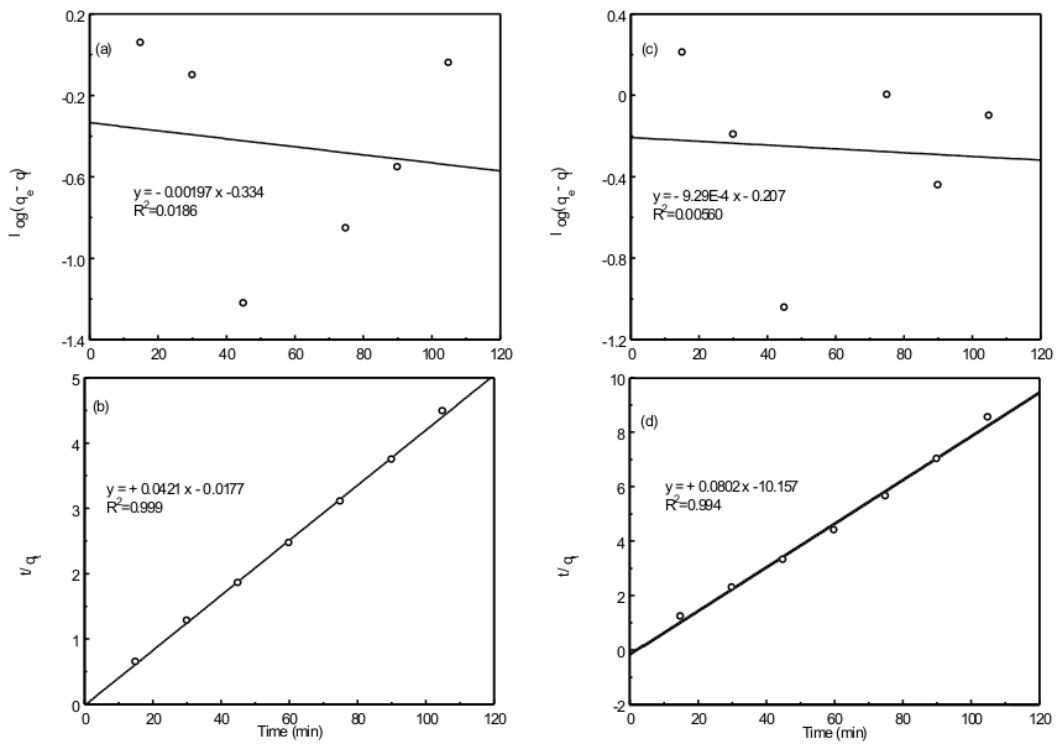 0.2
-0.2
-0.6
-1.0
-1.4
(a)
y = - 0.00197 x -0.334
R²=0.0186
log( qe - qt)
0 20 40 60 80 100 120
0.4
0
-0.4
-0.8
-1.2
(c)
y = - 9.29E-4 x - 0.207
R²=0.00560
log( qe - qt)
0 20 40 60 80 100 120
5
4
3
2
1
0
(b)
y = + 0.0421 x -0.0177
R²=0.999
t/ qt
0 20 40 60 80 100 120
Time (min)
10
8
6
4
2
0
-2
(d)
y = + 0.0802x -10.157
R²=0.994
t/ qt
0 20 40 60 80 100 120
Time (min)